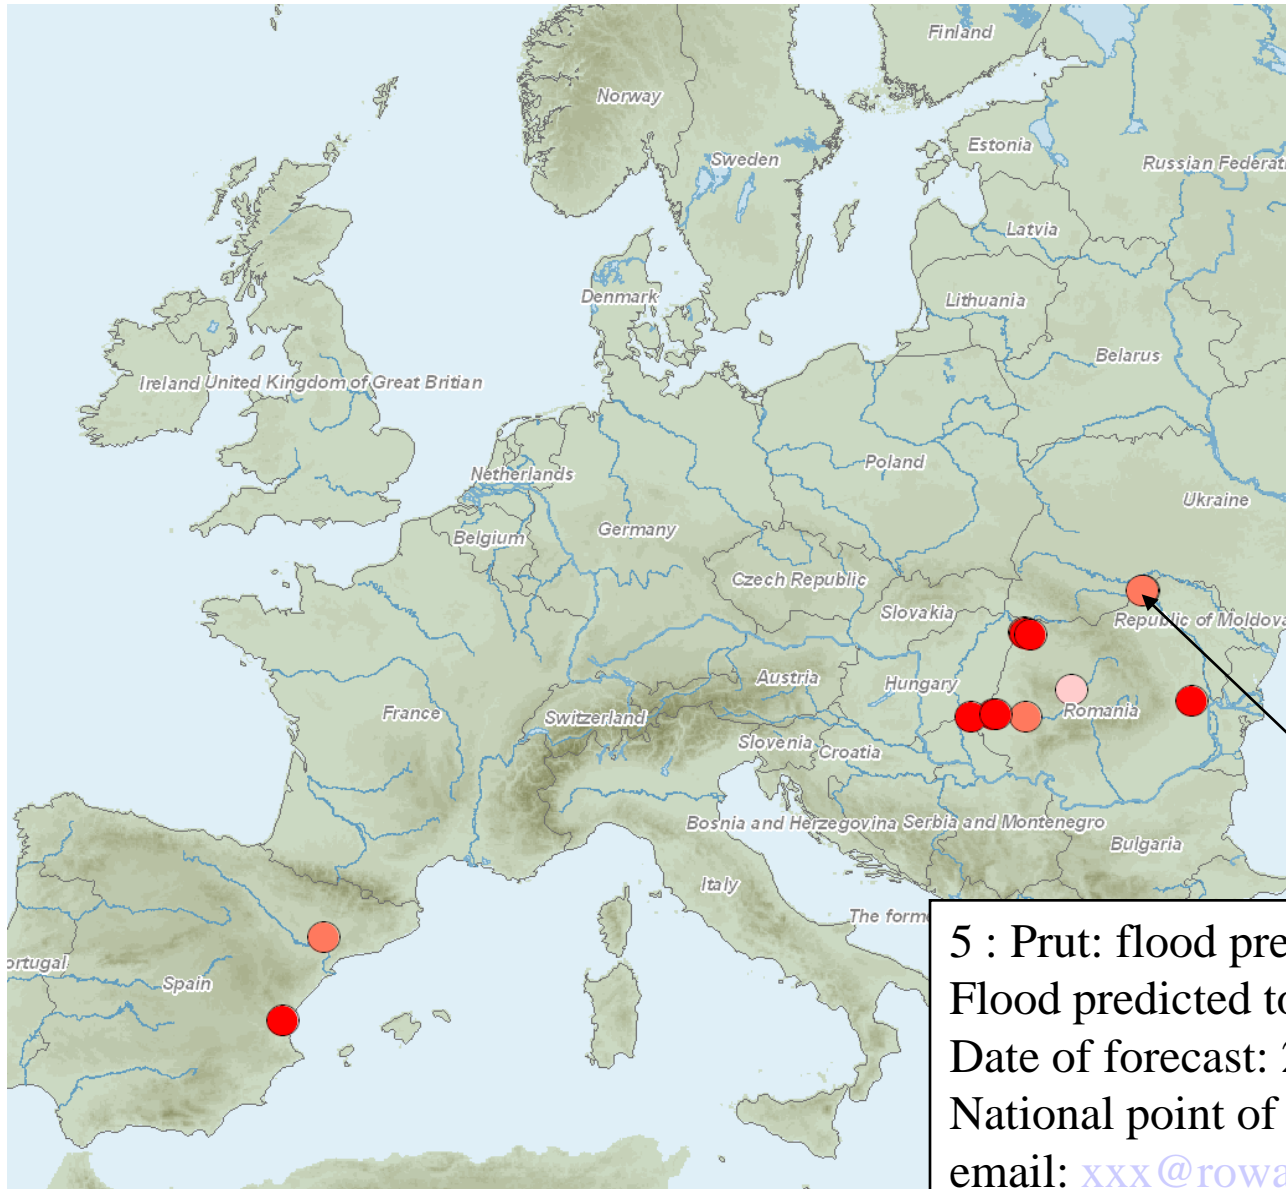 Finland
Norway
Estonia
Sweden
Russian Federati
Latvia
Denmark
Lithuania
Belarus
Ireland United Kingdom of Great Britian
Poland
Netherlands
Ukraine
Germany
Belgium
Czech Republic
Slovakia
Republic of Moldova
Austria
Hungary
Romania
France
Switzerland
Slovenia
Croatia
Bosnia and Herzegovina Serbia and Montenegro
Bulgaria
Italy
The form
ortugal
Spain
5 : Prut: flood pre
Flood predicted to
Date of forecast: 2
National point of
email: xxx@rowa